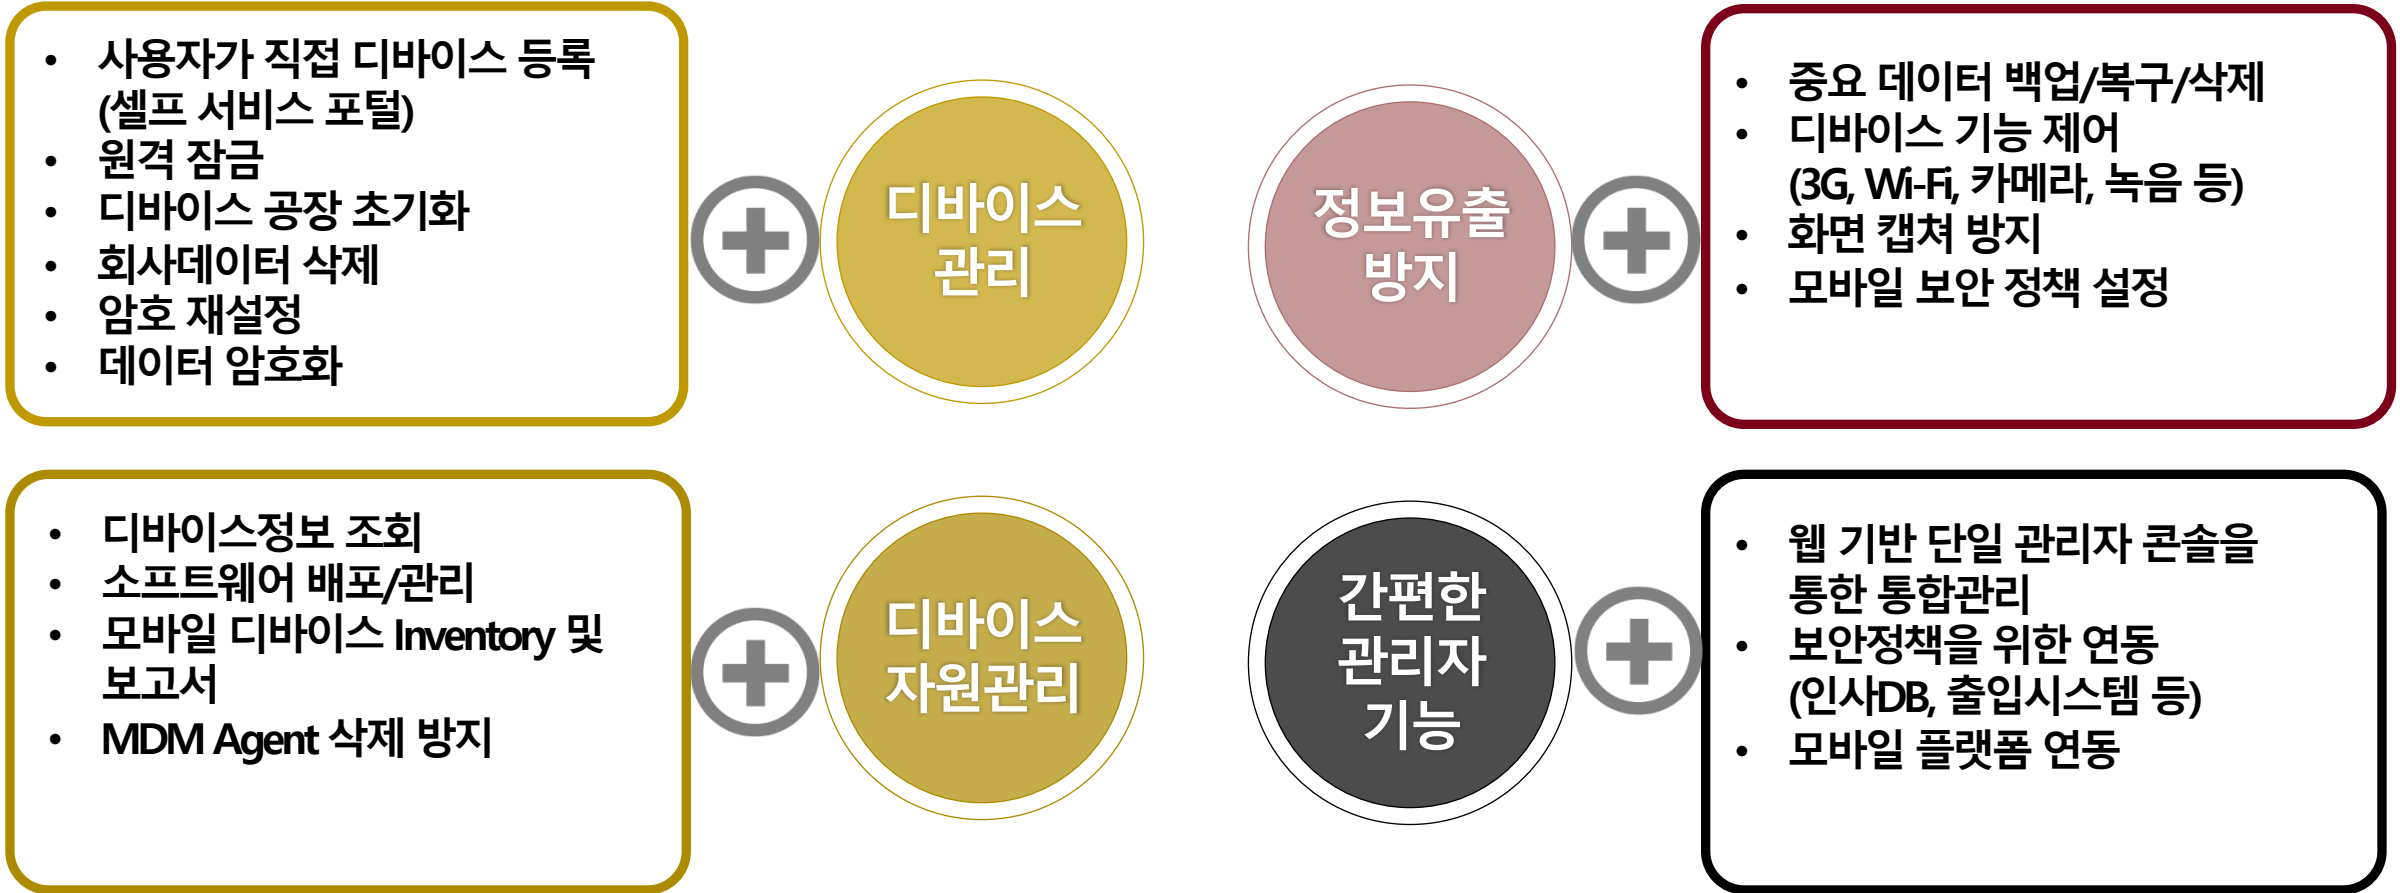 • 사용자가 직접 디바이스 등록
(셀프 서비스 포털)
• 원격 잠금
• 디바이스 공장 초기화
• 회사데이터 삭제
• 암호 재설정
• 데이터 암호화
디바이스
관리
정보유출
방지
• 중요 데이터 백업/복구/삭제
• 디바이스 기능 제어
(3G, Wi-Fi, 카메라, 녹음 등)
• 화면 캡쳐 방지
• 모바일 보안 정책 설정
• 디바이스정보 조회
• 소프트웨어 배포/관리
• 모바일 디바이스 Inventory 및
보고서
• MDM Agent 삭제 방지
디바이스
자원관리
간편한
관리자
기능
• 웹 기반 단일 관리자 콘솔을
통한 통합관리
• 보안정책을 위한 연동
(인사DB, 출입시스템 등)
• 모바일 플랫폼 연동